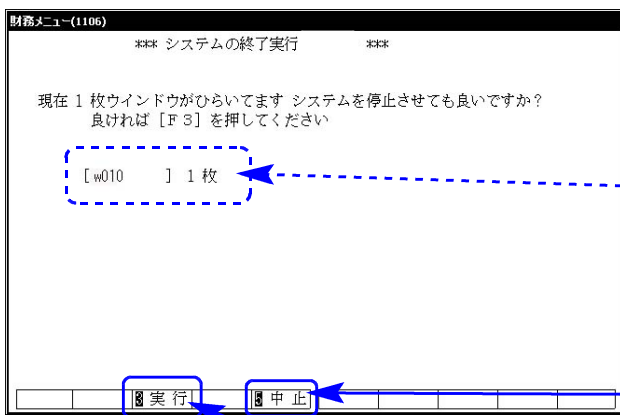 財務メニュー(1106)
*** システムの終了実行 ***
現在 1 枚ウインドウがひらいてます システムを停止させても良いですか?
良ければ [F3] を押してください
[w010 ] 1 枚
3 実 行 5 中 止